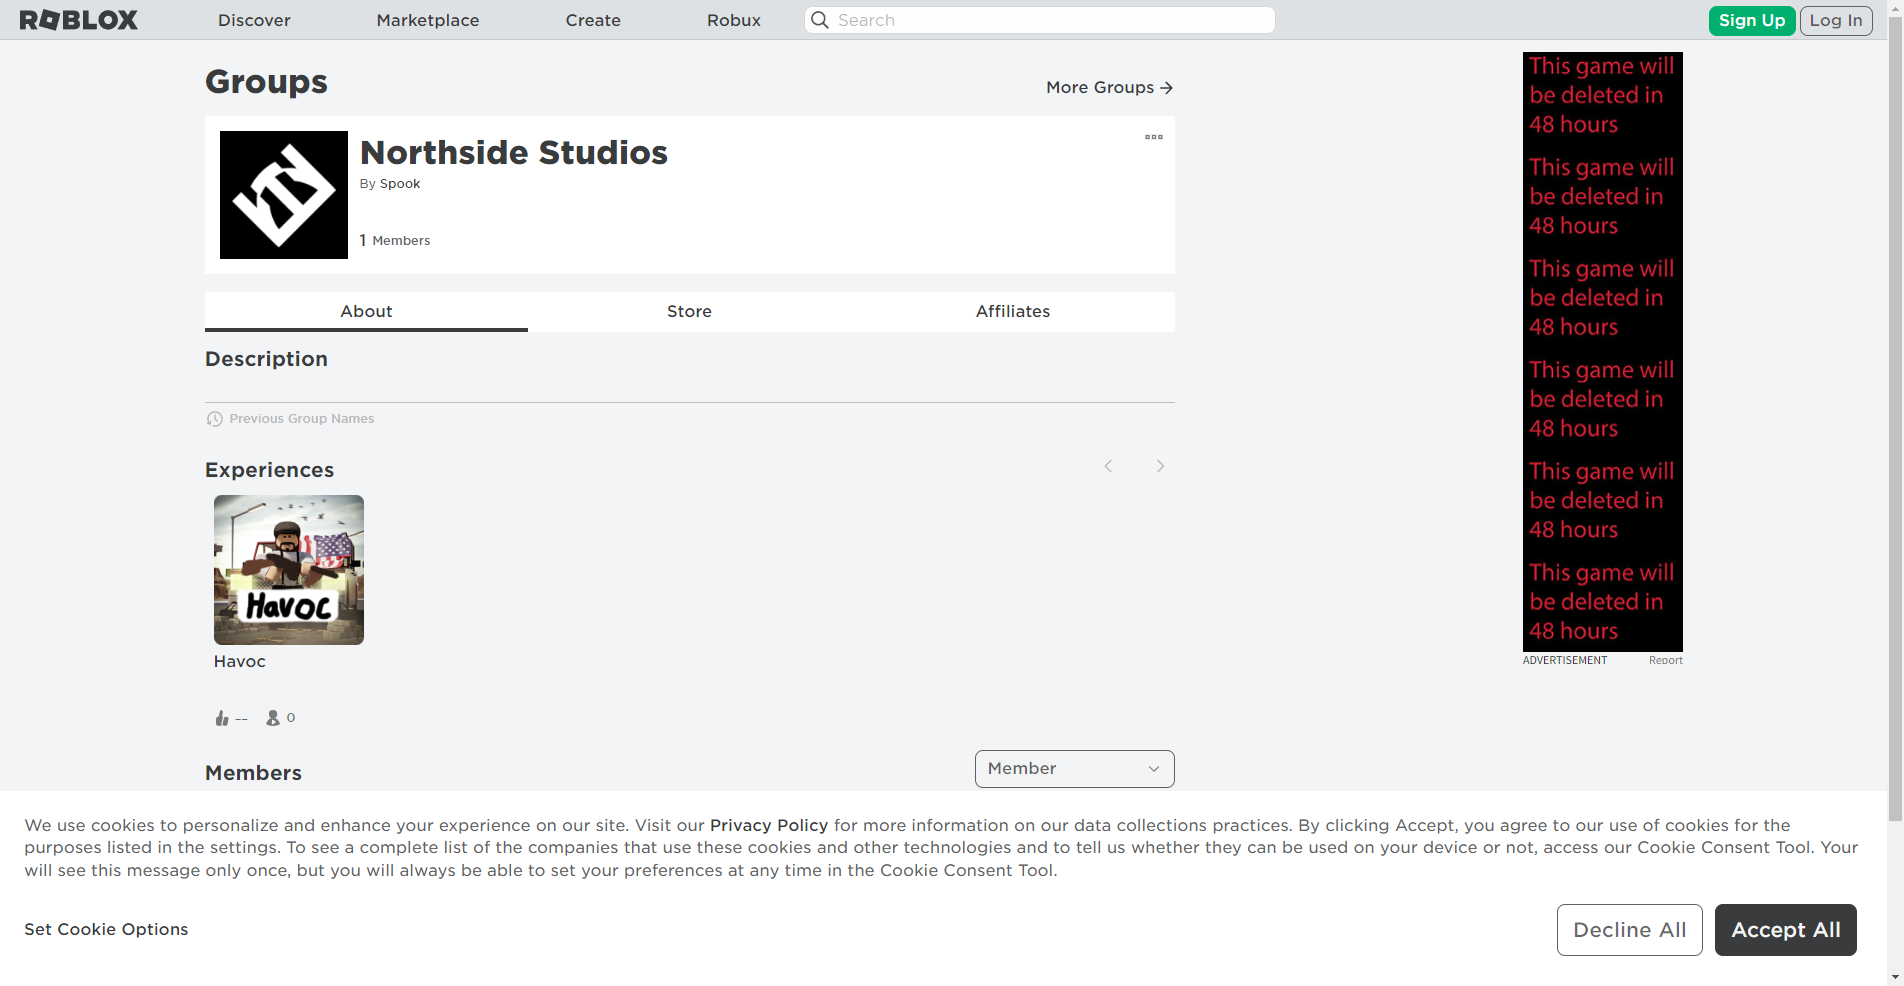 ROBLOX
Discover
Marketplace
Create
Robux
Search
Sign Up
Log In
Groups
More Groups
Northside Studios
By Spook
1 Members
About
Store
Affiliates
Description
Previous Group Names
Experiences
Havoc
Havoc
--
0
Members
Member
This game will
be deleted in
48 hours
This game will
be deleted in
48 hours
This game will
be deleted in
48 hours
This game will
be deleted in
48 hours
This game will
be deleted in
48 hours
This game will
be deleted in
48 hours
ADVERTISEMENT
Report
We use cookies to personalize and enhance your experience on our site. Visit our Privacy Policy for more information on our data collections practices. By clicking Accept, you agree to our use of cookies for the
purposes listed in the settings. To see a complete list of the companies that use these cookies and other technologies and to tell us whether they can be used on your device or not, access our Cookie Consent Tool. Your
will see this message only once, but you will always be able to set your preferences at any time in the Cookie Consent Tool.
Set Cookie Options
Decline All
Accept All